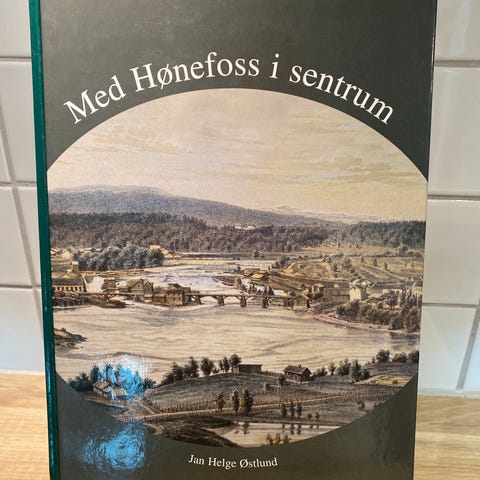 Med Hønefoss i sentrum
Jan Helge Østlund